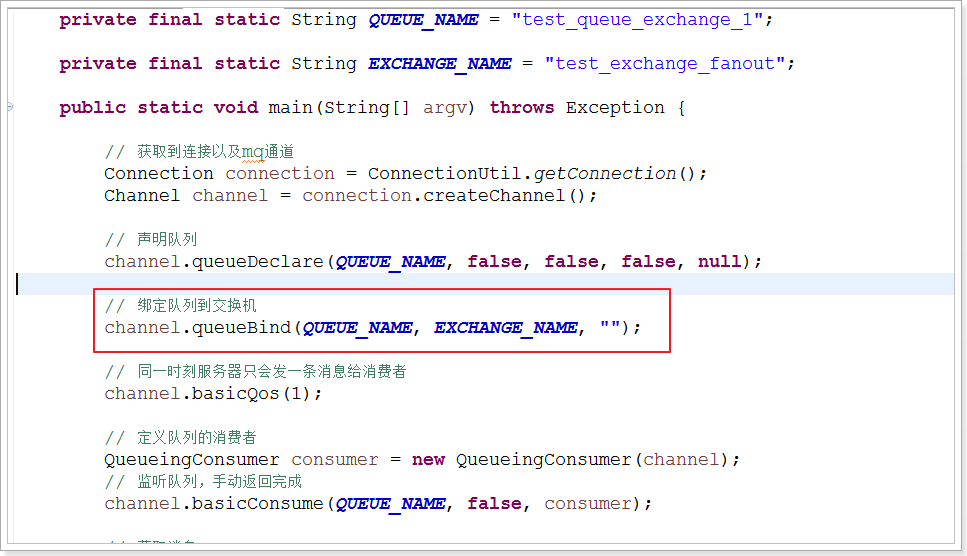 private final static String QUEUE_NAME = "test_queue_exchange_1";
private final static String EXCHANGE_NAME = "test_exchange_fanout";
public static void main(String[] argv) throws Exception {
// 获取到连接以及mq通道
Connection connection = ConnectionUtil.getConnection();
Channel channel = connection.createChannel();
// 声明队列
channel.queueDeclare(QUEUE_NAME, false, false, false, null);
// 绑定队列到交换机
channel.queueBind(QUEUE_NAME, EXCHANGE_NAME, "");
// 同一时刻服务器只会发一条消息给消费者
channel.basicQos(1);
// 定义队列的消费者
QueueingConsumer consumer = new QueueingConsumer(channel);
// 监听队列，手动返回完成
channel.basicConsume(QUEUE_NAME, false, consumer);